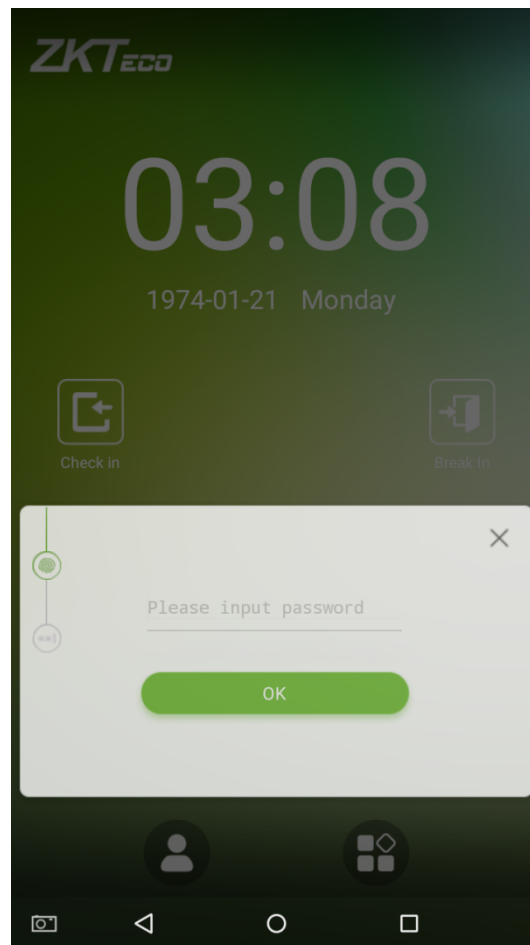 ZKTECO
03:08
1974-01-21 Monday
Check in
Break In
Please input password
OK